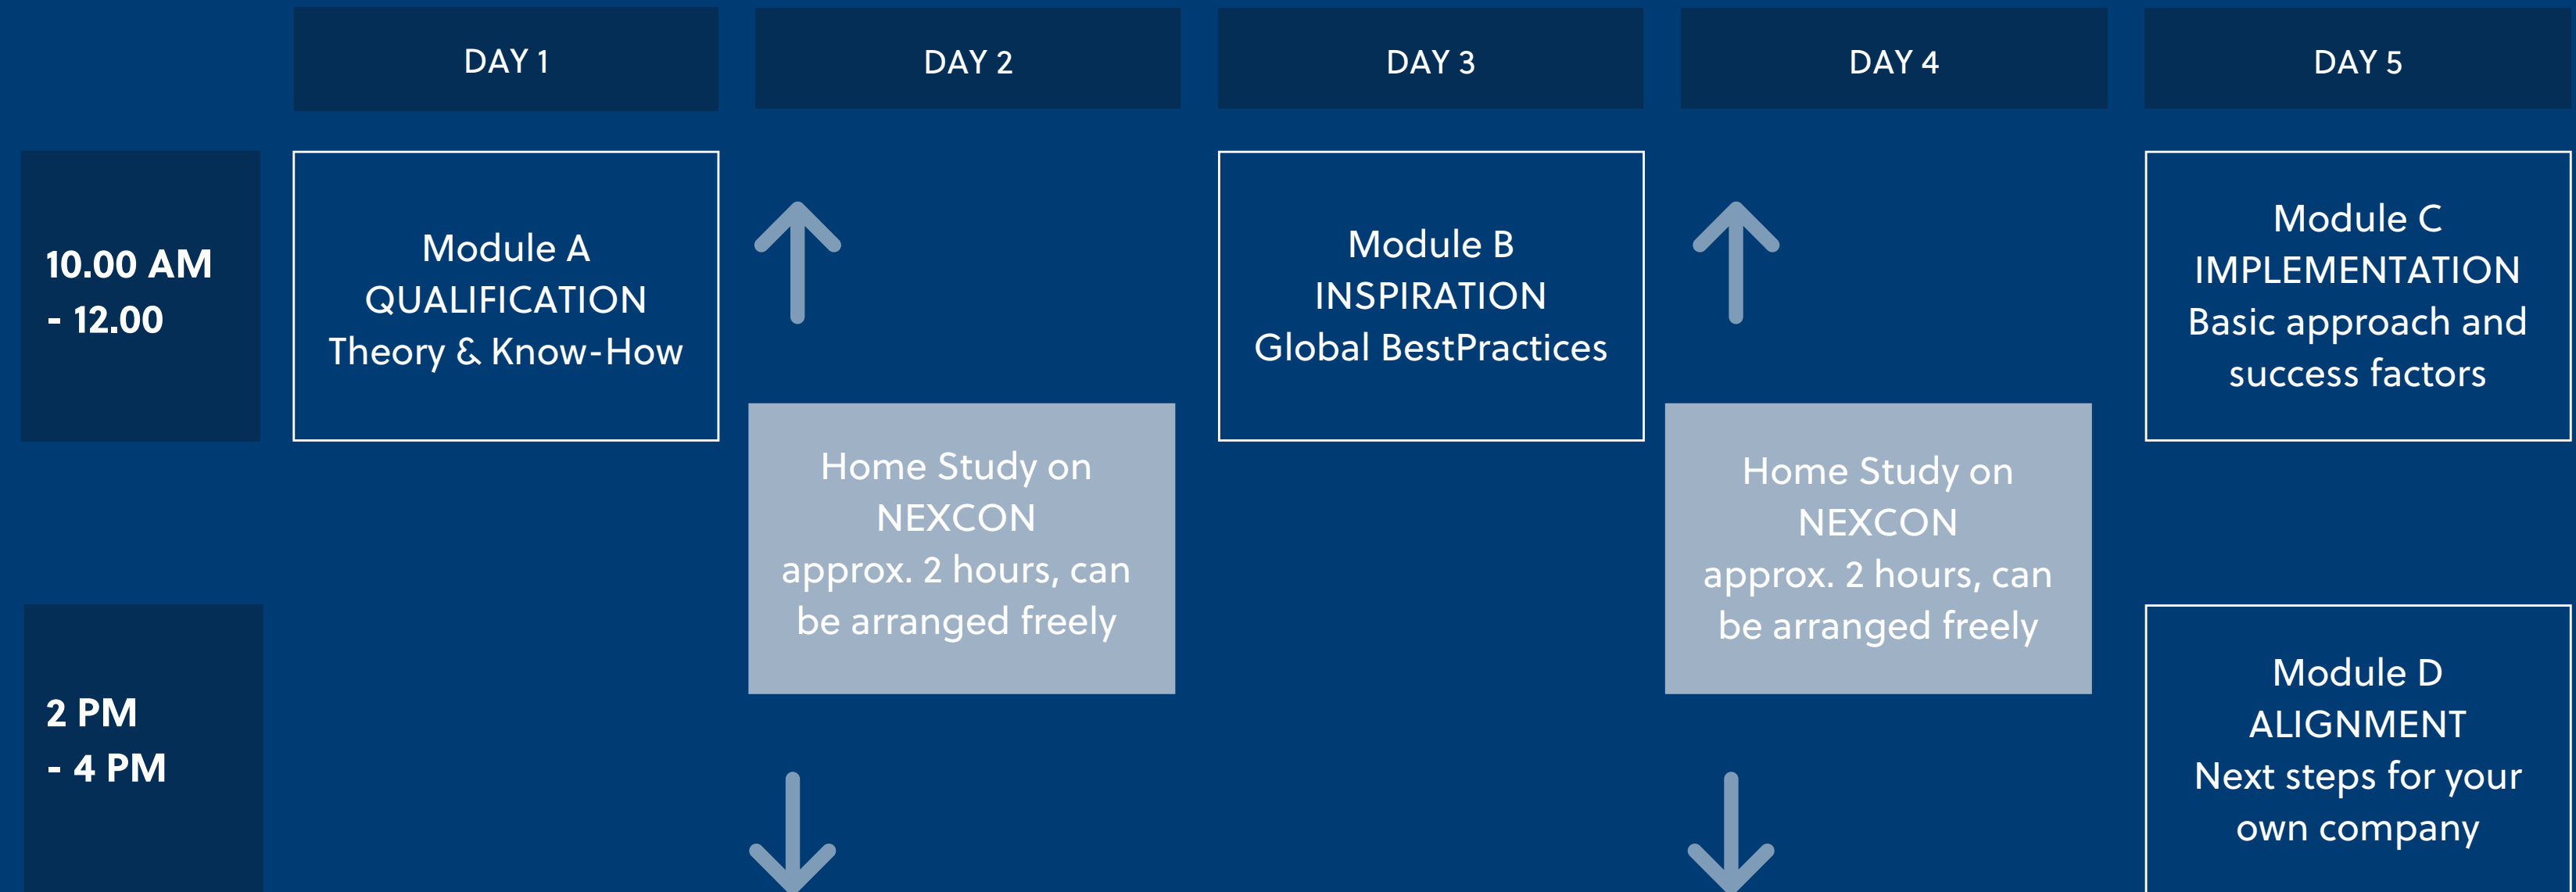 DAY 1
DAY 2
DAY 3
DAY 4
DAY 5
10.00 AM
- 12.00
Module A
QUALIFICATION
Theory & Know-How
Module B
INSPIRATION
Global BestPractices
Module C
IMPLEMENTATION
Basic approach and
success factors
Home Study on
NEXCON
approx. 2 hours, can
be arranged freely
Home Study on
NEXCON
approx. 2 hours, can
be arranged freely
2 PM
- 4 PM
Module D
ALIGNMENT
Next steps for your
own company